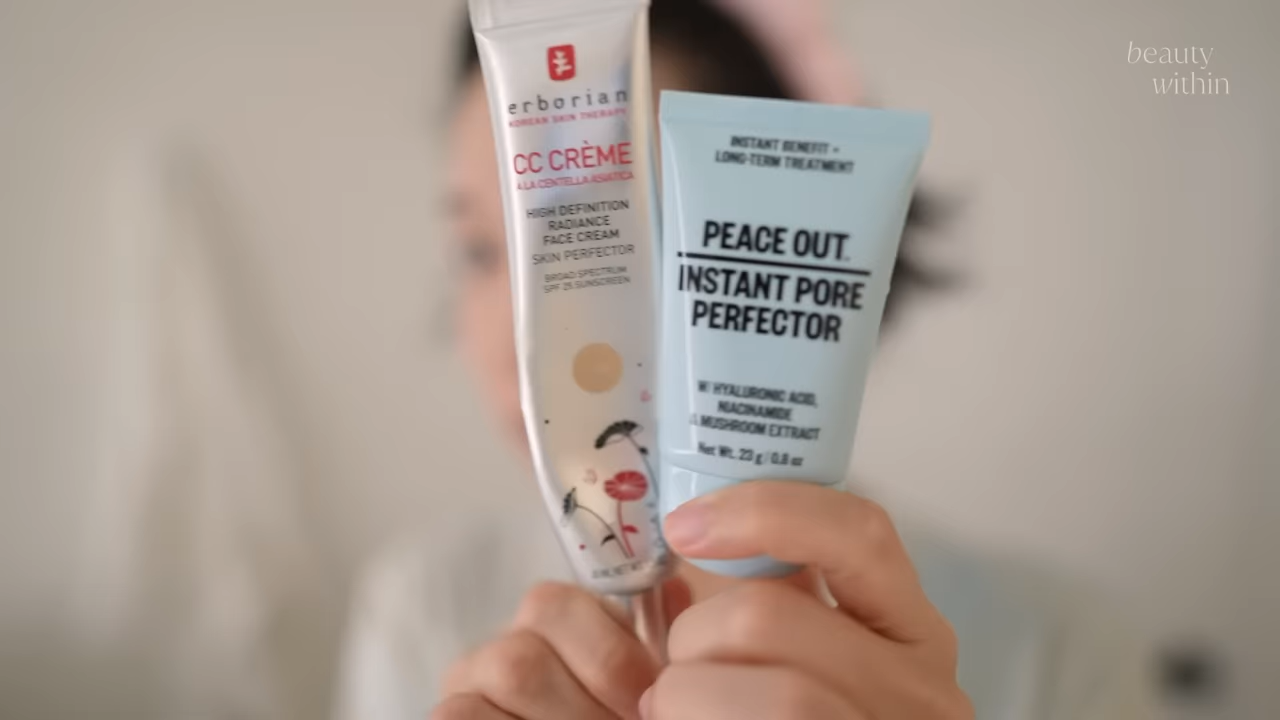 beauty
within
erborian
KOREAN SKIN THERAPY
CC CRÈME
À LA CENTELLA ASIATICA
HIGH DEFINITION
RADIANCE
FACE CREAM
SKIN PERFECTOR
BROAD SPECTRUM
SPF 25 SUNSCREEN
INSTANT BENEFIT +
LONG-TERM TREATMENT
PEACE OUT.
INSTANT PORE
PERFECTOR
W/ HYALURONIC ACID,
NIACINAMIDE
& MUSHROOM EXTRACT
Net Wt. 23 g / 0.8 oz